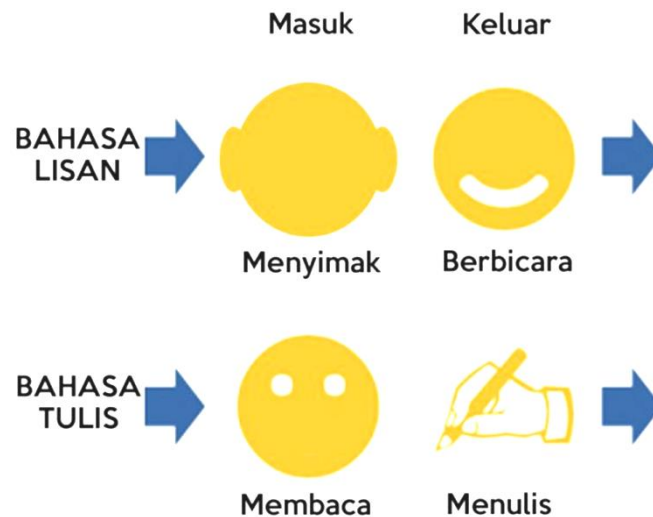 Masuk Keluar
BAHASA
LISAN
Menyimak Berbicara
BAHASA
TULIS
Membaca Menulis